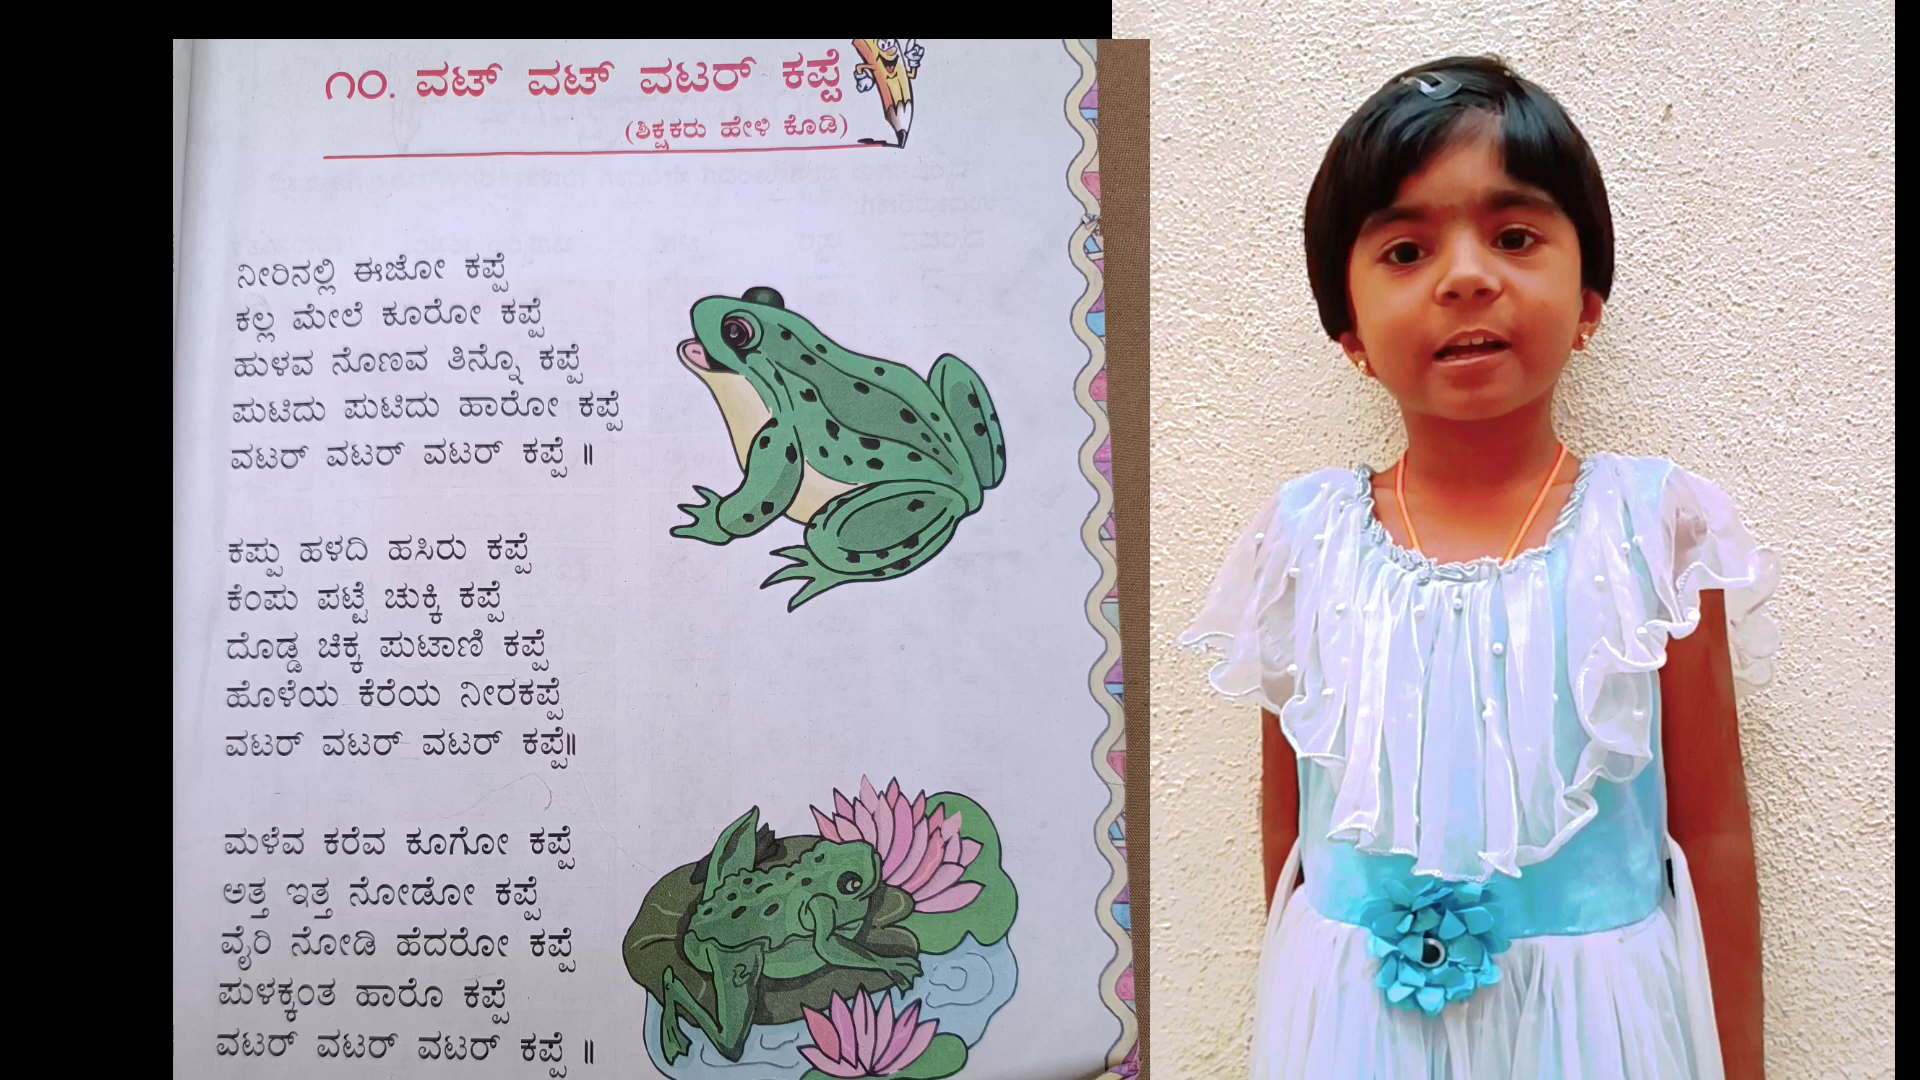 ೧೦. ವಟ್ ವಟ್ ವಟರ್ ಕಪ್ಪೆ
(ಶಿಕ್ಷಕರು ಹೇಳಿ ಕೊಡಿ)
ನೀರಿನಲ್ಲಿ ಈಜೋ ಕಪ್ಪೆ
ಕಲ್ಲ ಮೇಲೆ ಕೂರೋ ಕಪ್ಪೆ
ಹುಳವ ನೊಣವ ತಿನ್ನೊ ಕಪ್ಪೆ
ಪುಟಿದು ಪುಟಿದು ಹಾರೋ ಕಪ್ಪೆ
ವಟರ್ ವಟರ್ ವಟರ್ ಕಪ್ಪೆ ॥
ಕಪ್ಪು ಹಳದಿ ಹಸಿರು ಕಪ್ಪೆ
ಕೆಂಪು ಪಟ್ಟೆ ಚುಕ್ಕಿ ಕಪ್ಪೆ
ದೊಡ್ಡ ಚಿಕ್ಕ ಪುಟಾಣಿ ಕಪ್ಪೆ
ಹೊಳೆಯ ಕೆರೆಯ ನೀರಕಪ್ಪೆ
ವಟರ್ ವಟರ್ ವಟರ್ ಕಪ್ಪೆ॥
ಮಳೆವ ಕರೆವ ಕೂಗೋ ಕಪ್ಪೆ
ಅತ್ತ ಇತ್ತ ನೋಡೋ ಕಪ್ಪೆ
ವೈರಿ ನೋಡಿ ಹೆದರೋ ಕಪ್ಪೆ
ಪುಳಕ್ಕಂತ ಹಾರೊ ಕಪ್ಪೆ
ವಟರ್ ವಟರ್ ವಟರ್ ಕಪ್ಪೆ ॥